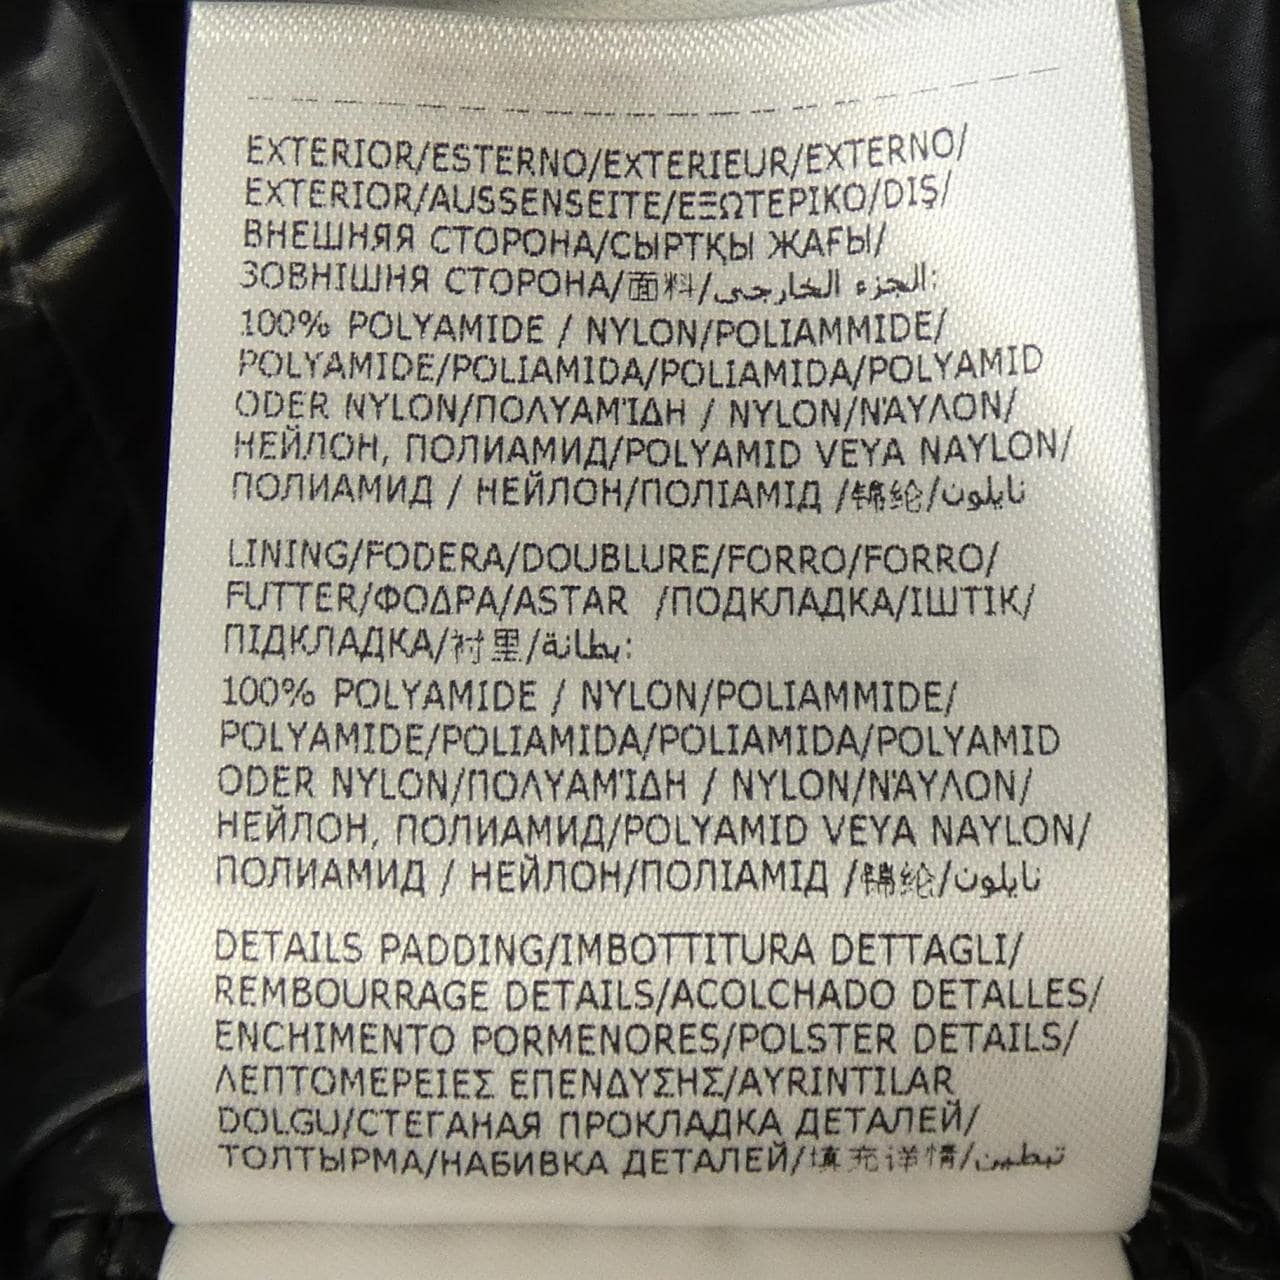 EXTERIOR/ESTERNO/EXTERIEUR/EXTERNO/
EXTERIOR/AUSSENSEITE/ΕΞΩΤΕΡΙΚΟ/DIŞ/
ВНЕШНЯЯ СТОРОНА/СЫРТҚЫ ЖАҒЫ/
ЗОВНІШНЯ СТОРОНА/面料/الجزء الخارجي:
100% POLYAMIDE / NYLON/POLIAMMIDE/
POLYAMIDE/POLIAMIDA/POLIAMIDA/POLYAMID
ODER NYLON/ΠΟΛΥΑΜΊΔΗ / NYLON/ΝΆΥΛΟΝ/
НЕЙЛОН, ПОЛИАМИД/POLYAMID VEYA NAYLON/
ПОЛИАМИД / НЕЙЛОН/ПОЛІАМІД /锦纶/نايلون
LINING/FODERA/DOUBLURE/FORRO/FORRO/
FUTTER/ΦΟΔΡΑ/ASTAR /ПОДКЛАДКА/ІШТІК/
ПІДКЛАДКА/衬里/بطانة:
100% POLYAMIDE / NYLON/POLIAMMIDE/
POLYAMIDE/POLIAMIDA/POLIAMIDA/POLYAMID
ODER NYLON/ΠΟΛΥΑΜΊΔΗ / NYLON/ΝΆΥΛΟΝ/
НЕЙЛОН, ПОЛИАМИД/POLYAMID VEYA NAYLON/
ПОЛИАМИД / НЕЙЛОН/ПОЛІАМІД /锦纶/نايلون
DETAILS PADDING/IMBOTTITURA DETTAGLI/
REMBOURRAGE DETAILS/ACOLCHADO DETALLES/
ENCHIMENTO PORMENORES/POLSTER DETAILS/
ΛΕΠΤΟΜΕΡΕΙΕΣ ΕΠΕΝΔΥΣΗΣ/AYRINTILAR
DOLGU/СТЕГАНАЯ ПРОКЛАДКА ДЕТАЛЕЙ/
ТОЛТЫРМА/НАБИВКА ДЕТАЛЕЙ/填充详情/تبطين